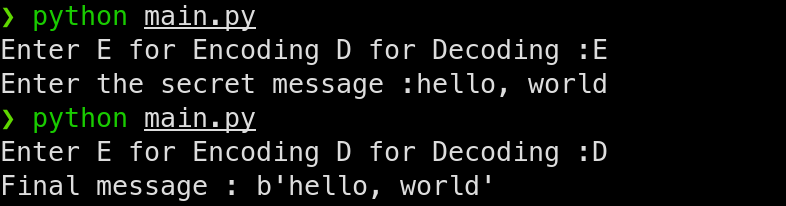 ❯ python main.py
Enter E for Encoding D for Decoding :E
Enter the secret message :hello, world
❯ python main.py
Enter E for Encoding D for Decoding :D
Final message : b'hello, world'